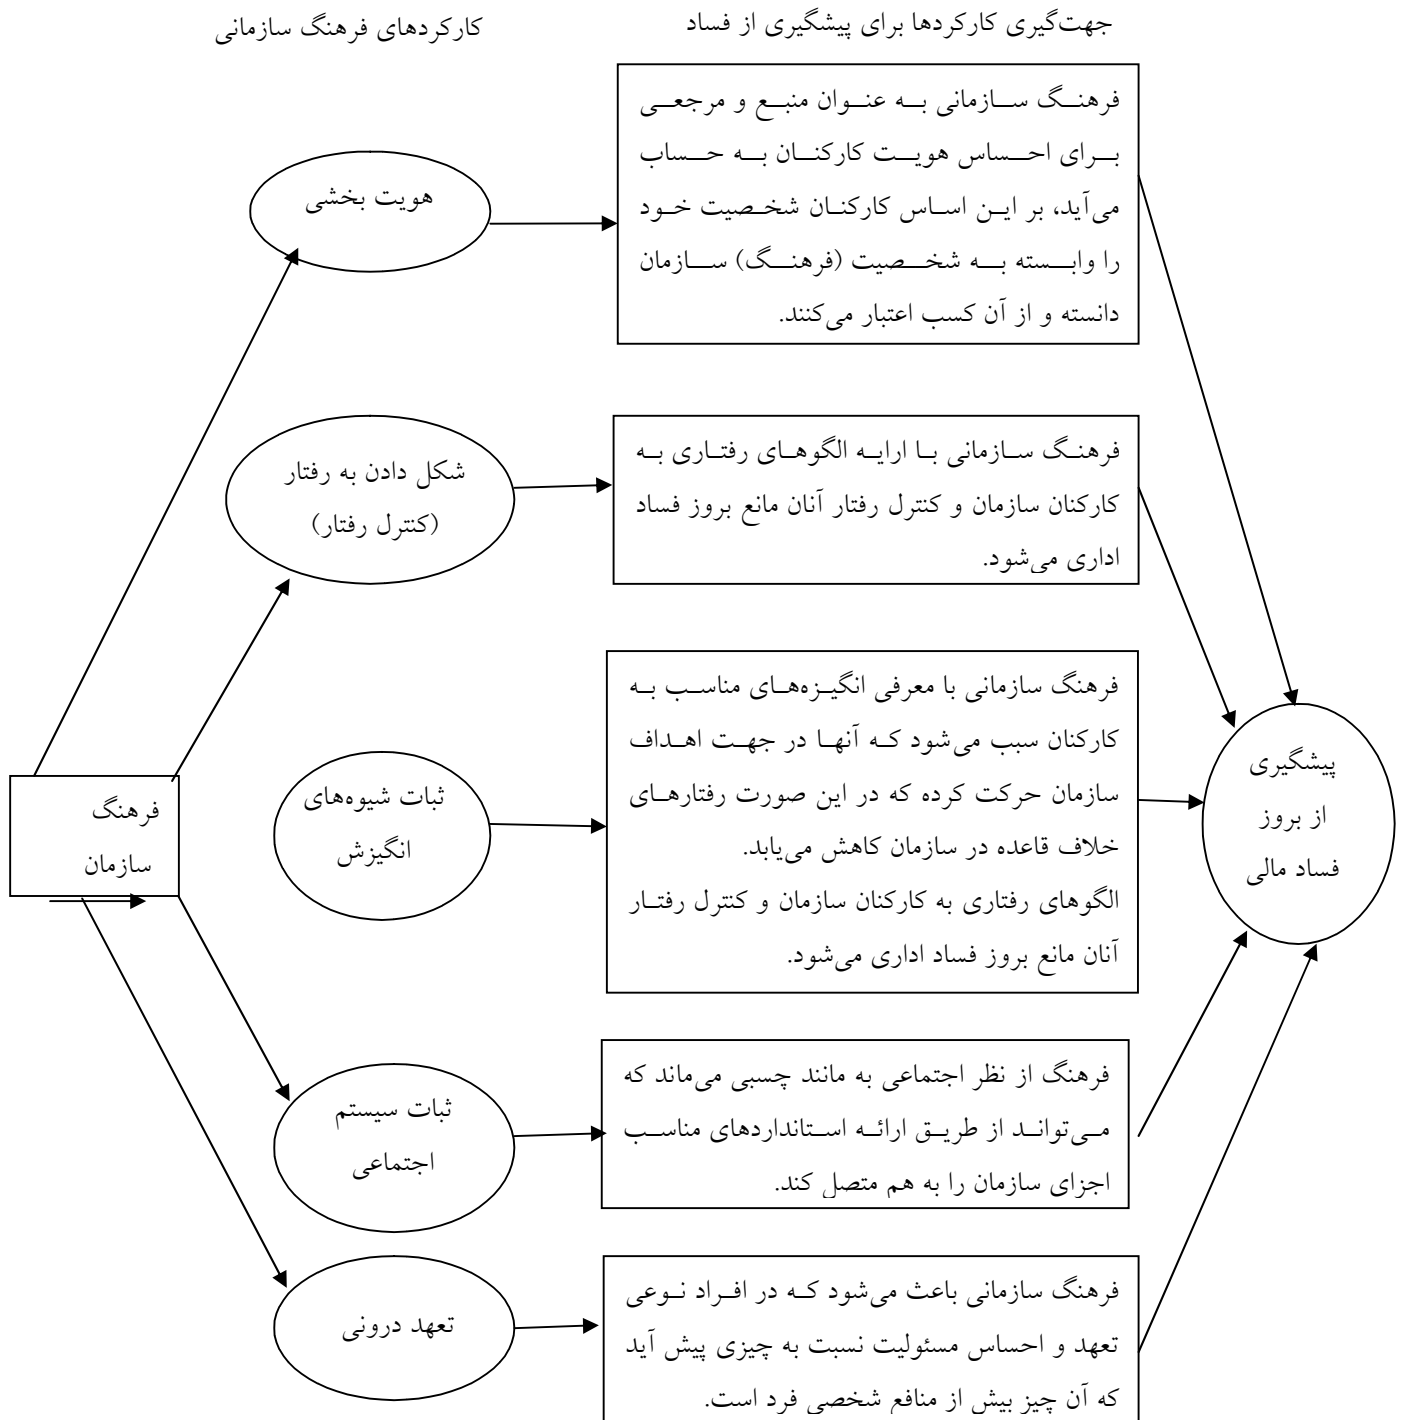 جهت‌گیری کارکردها برای پیشگیری از فساد
کارکردهای فرهنگ سازمانی
فرهنگ سازمانی به عنوان منبع و مرجعی
برای احساس هویت کارکنان به حساب
می‌آید، بر این اساس کارکنان شخصیت خود
را وابسته به شخصیت (فرهنگ) سازمان
دانسته و از آن کسب اعتبار می‌کنند.
هویت بخشی
فرهنگ سازمانی با ارایه الگوهای رفتاری به
کارکنان سازمان و کنترل رفتار آنان مانع بروز فساد
اداری می‌شود.
شکل دادن به رفتار
(کنترل رفتار)
فرهنگ سازمانی با معرفی انگیزه‌های مناسب به
کارکنان سبب می‌شود که آنها در جهت اهداف
سازمان حرکت کرده که در این صورت رفتارهای
خلاف قاعده در سازمان کاهش می‌یابد.
الگوهای رفتاری به کارکنان سازمان و کنترل رفتار
آنان مانع بروز فساد اداری می‌شود.
ثبات شیوه‌های
انگیزش
پیشگیری
از بروز
فساد مالی
فرهنگ
سازمان
فرهنگ از نظر اجتماعی به مانند چسبی می‌ماند که
می‌تواند از طریق ارائه استانداردهای مناسب
اجزای سازمان را به هم متصل کند.
ثبات سیستم
اجتماعی
فرهنگ سازمانی باعث می‌شود که در افراد نوعی
تعهد و احساس مسئولیت نسبت به چیزی پیش آید
که آن چیز بیش از منافع شخصی فرد است.
تعهد درونی